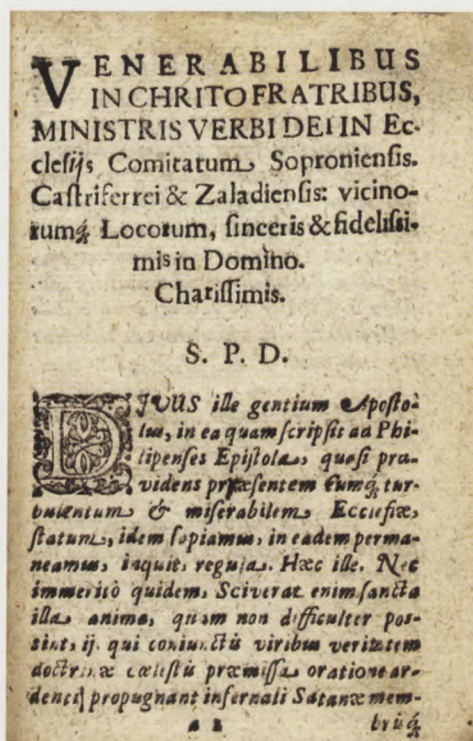 VENERABILIBUS
IN CHRITO FRATRIBUS,
MINISTRIS VERBI DEI IN Ec-
clesijs Comitatum Soproniensis.
Castriferrei & Zaladiensis: vicino-
rumq́; Locorum, sinceris & fidelissi-
mis in Domino.
Charissimis.
S. P. D.
DIVUS ille gentium Aposto-
lus, in ea quam scripsit ad Phi-
lipenses Epistola, quasi præ-
videns præsentem eumq́; tur-
bulentum & miserabilem Ecclesiæ
statum, idem sapiamus, in eadem perma-
neamus, inquit, regula. Hæc ille. Nec
immeritò quidem, Sciverat enim sancta
illa anima, quàm non difficulter pos-
sint, ij. qui coniunctis viribus veritatem
doctrinæ cœlestis præmissa oratione ar-
denti propugnant infernali Satanæ mem-
a 2
brûq́;